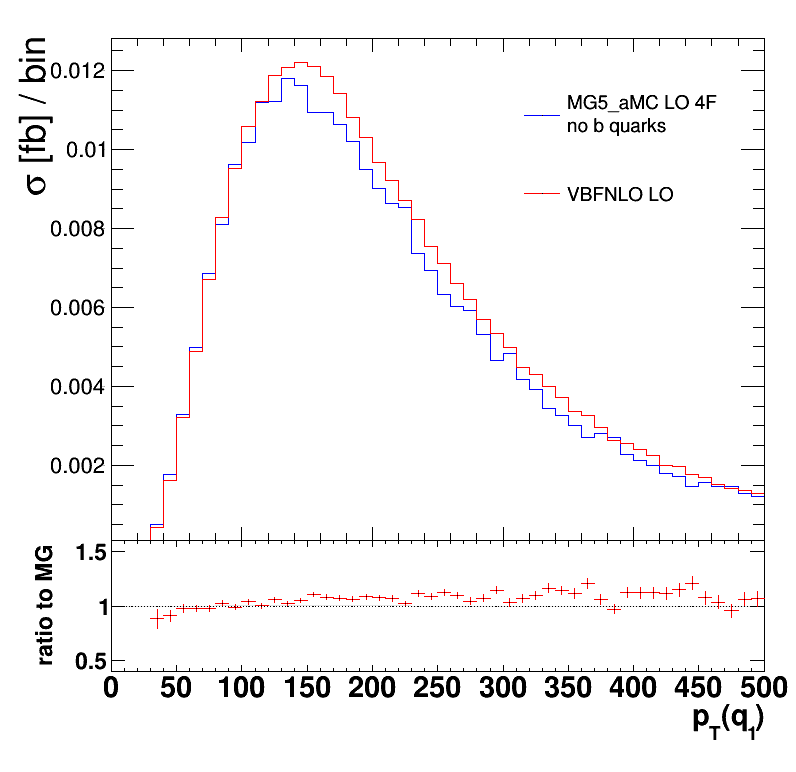 σ [fb] / bin
0.012
0.01
0.008
0.006
0.004
0.002
MG5_aMC LO 4F
no b quarks
VBFNLO LO
ratio to MG
1.5
1
0.5
0 50 100 150 200 250 300 350 400 450 500
p_T(q_1)